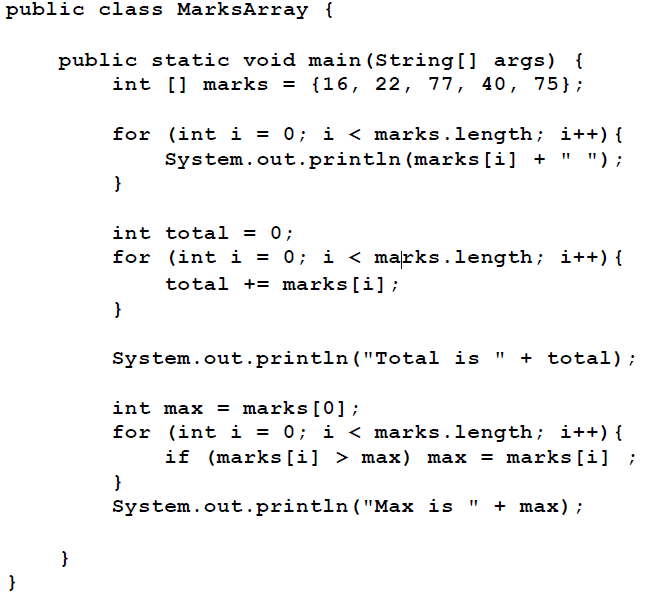 public class MarksArray {
    public static void main(String[] args) {
        int [] marks = {16, 22, 77, 40, 75};
        for (int i = 0; i < marks.length; i++){
            System.out.println(marks[i] + " ");
        }
        int total = 0;
        for (int i = 0; i < marks.length; i++){
            total += marks[i];
        }
        System.out.println("Total is " + total);
        int max = marks[0];
        for (int i = 0; i < marks.length; i++){
            if (marks[i] > max) max = marks[i] ;
        }
        System.out.println("Max is " + max);
    }
}